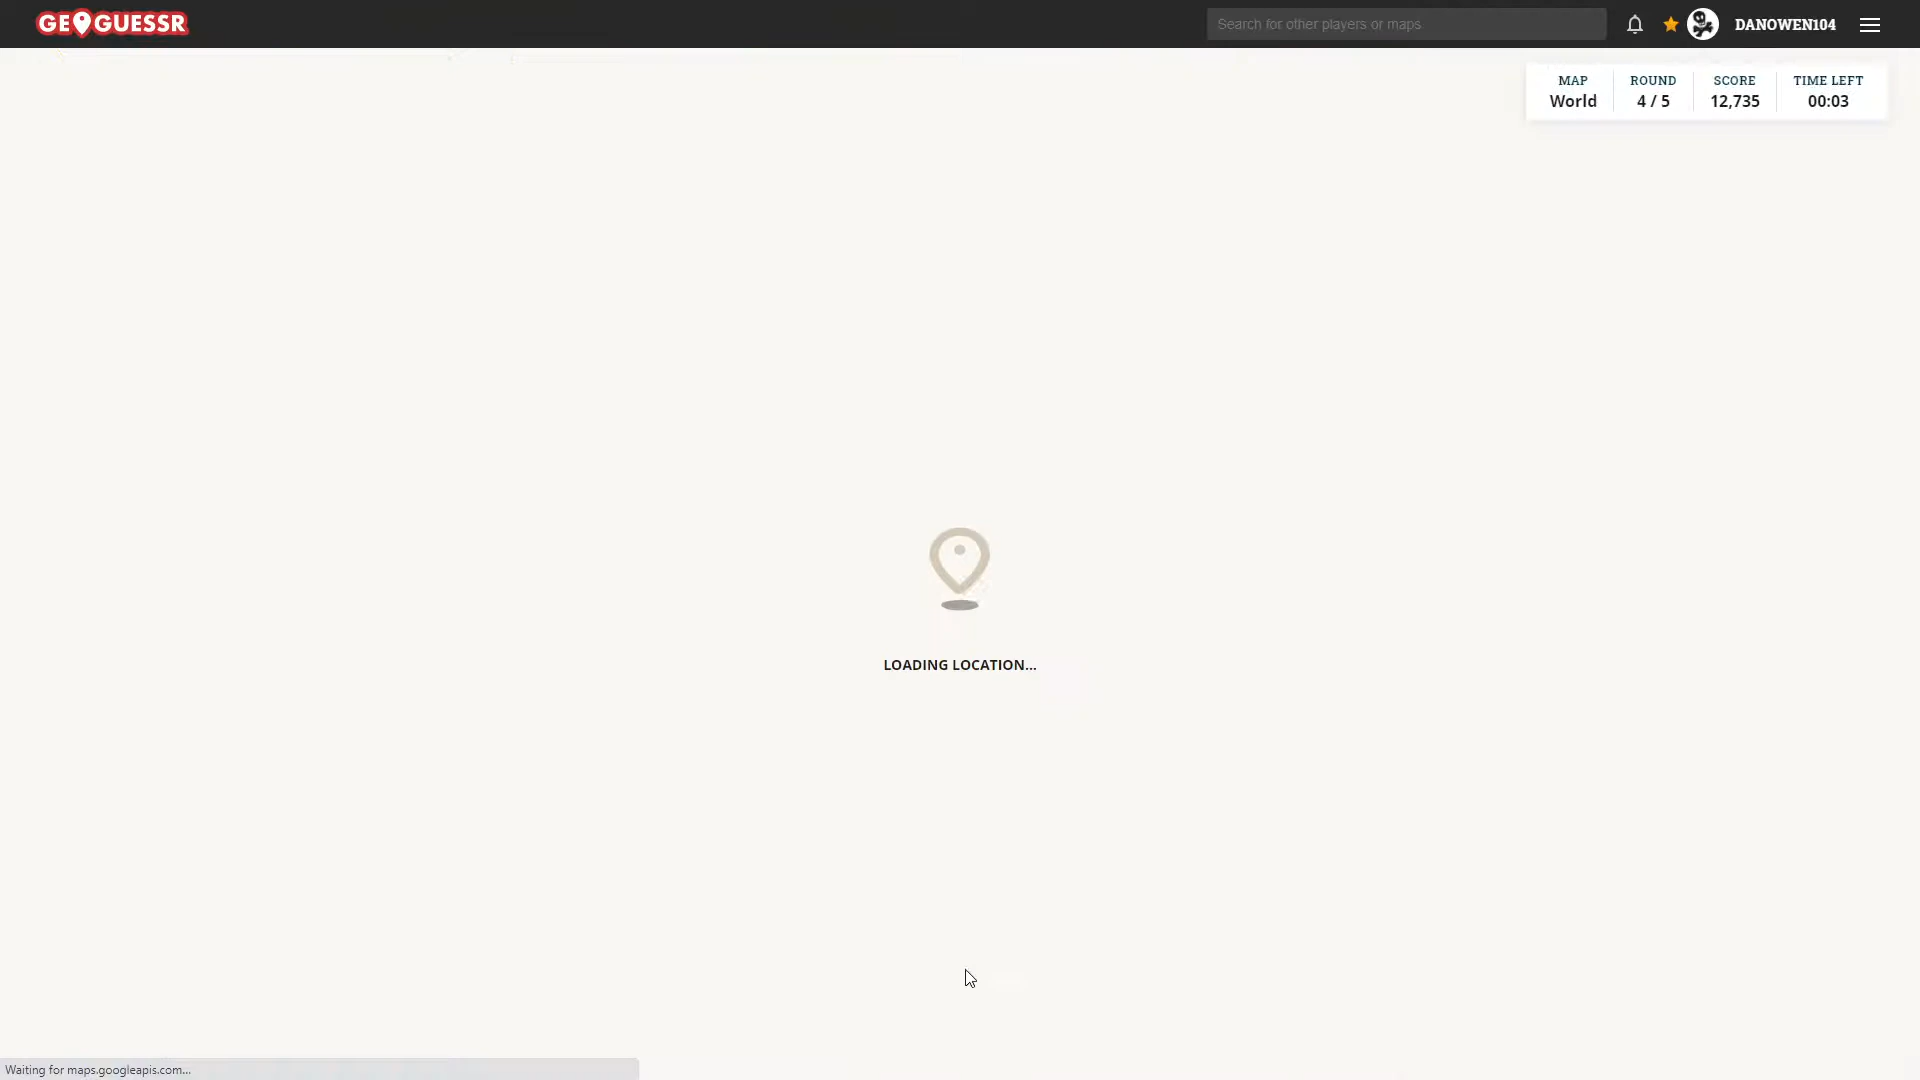 GEOGUESSR
Search for other players or maps
DANOWEN104
MAP
World
ROUND
4 / 5
SCORE
12,735
TIME LEFT
00:03
LOADING LOCATION...
Waiting for maps.googleapis.com...